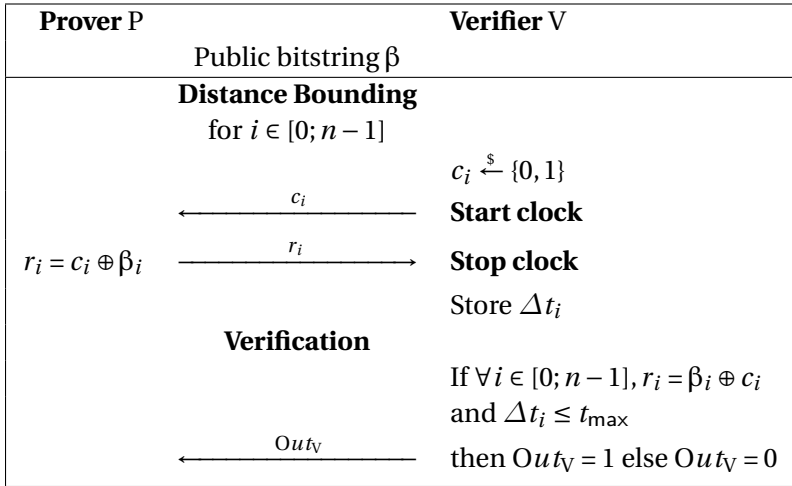 Prover P Verifier V
Public bitstring β
Distance Bounding
for i ∈ [0; n − 1]
c_i ←$ {0, 1}
c_i Start clock
r_i = c_i ⊕ β_i r_i Stop clock
Store Δt_i
Verification
If ∀i ∈ [0; n − 1], r_i = β_i ⊕ c_i
and Δt_i ≤ t_max
Out_V then Out_V = 1 else Out_V = 0